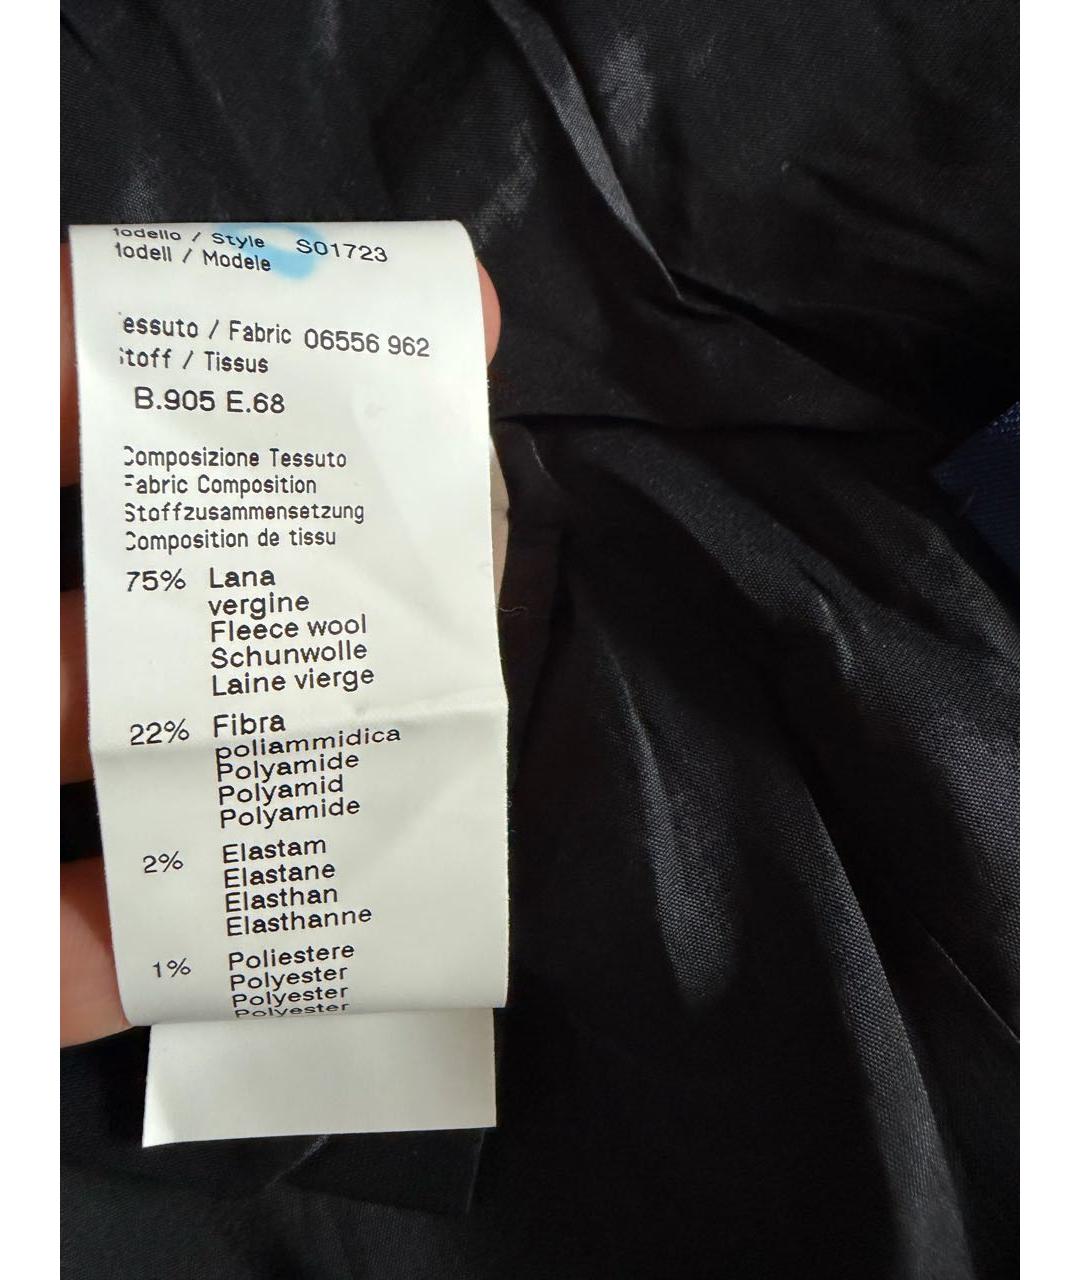 Modello / Style S01723
Modell / Modele
Tessuto / Fabric 06556 962
Stoff / Tissus
B.905 E.68
Composizione Tessuto
Fabric Composition
Stoffzusammensetzung
Composition de tissu
75% Lana
vergine
Fleece wool
Schunwolle
Laine vierge
22% Fibra
poliammidica
Polyamide
Polyamid
Polyamide
2% Elastam
Elastane
Elasthan
Elasthanne
1% Poliestere
Polyester
Polyester
Polyester